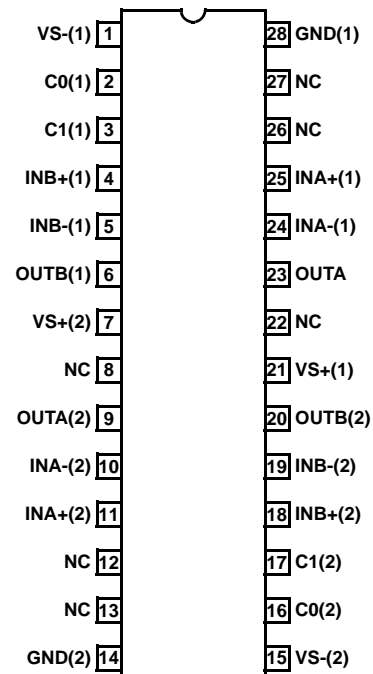 VS-(1) 1 28 GND(1)
C0(1) 2 27 NC
C1(1) 3 26 NC
INB+(1) 4 25 INA+(1)
INB-(1) 5 24 INA-(1)
OUTB(1) 6 23 OUTA
VS+(2) 7 22 NC
NC 8 21 VS+(1)
OUTA(2) 9 20 OUTB(2)
INA-(2) 10 19 INB-(2)
INA+(2) 11 18 INB+(2)
NC 12 17 C1(2)
NC 13 16 C0(2)
GND(2) 14 15 VS-(2)